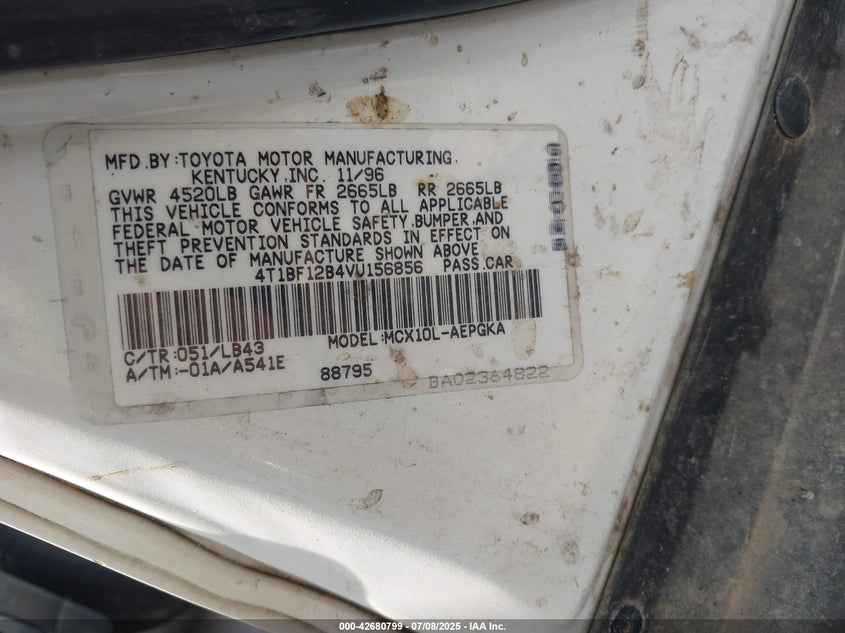 MFD.BY:TOYOTA MOTOR MANUFACTURING,
KENTUCKY,INC. 11/96
GVWR 4520LB GAWR FR 2665LB RR 2665LB
THIS VEHICLE CONFORMS TO ALL APPLICABLE
FEDERAL MOTOR VEHICLE SAFETY,BUMPER,AND
THEFT PREVENTION STANDARDS IN EFFECT ON
THE DATE OF MANUFACTURE SHOWN ABOVE
4T1BF12B4VU156856 PASS.CAR
C/TR:051/LB43 MODEL:MCX10L-AEPGKA
A/TM:-01A/A541E 88795 BA02364822
000-42680799 - 07/08/2025 - IAA Inc.